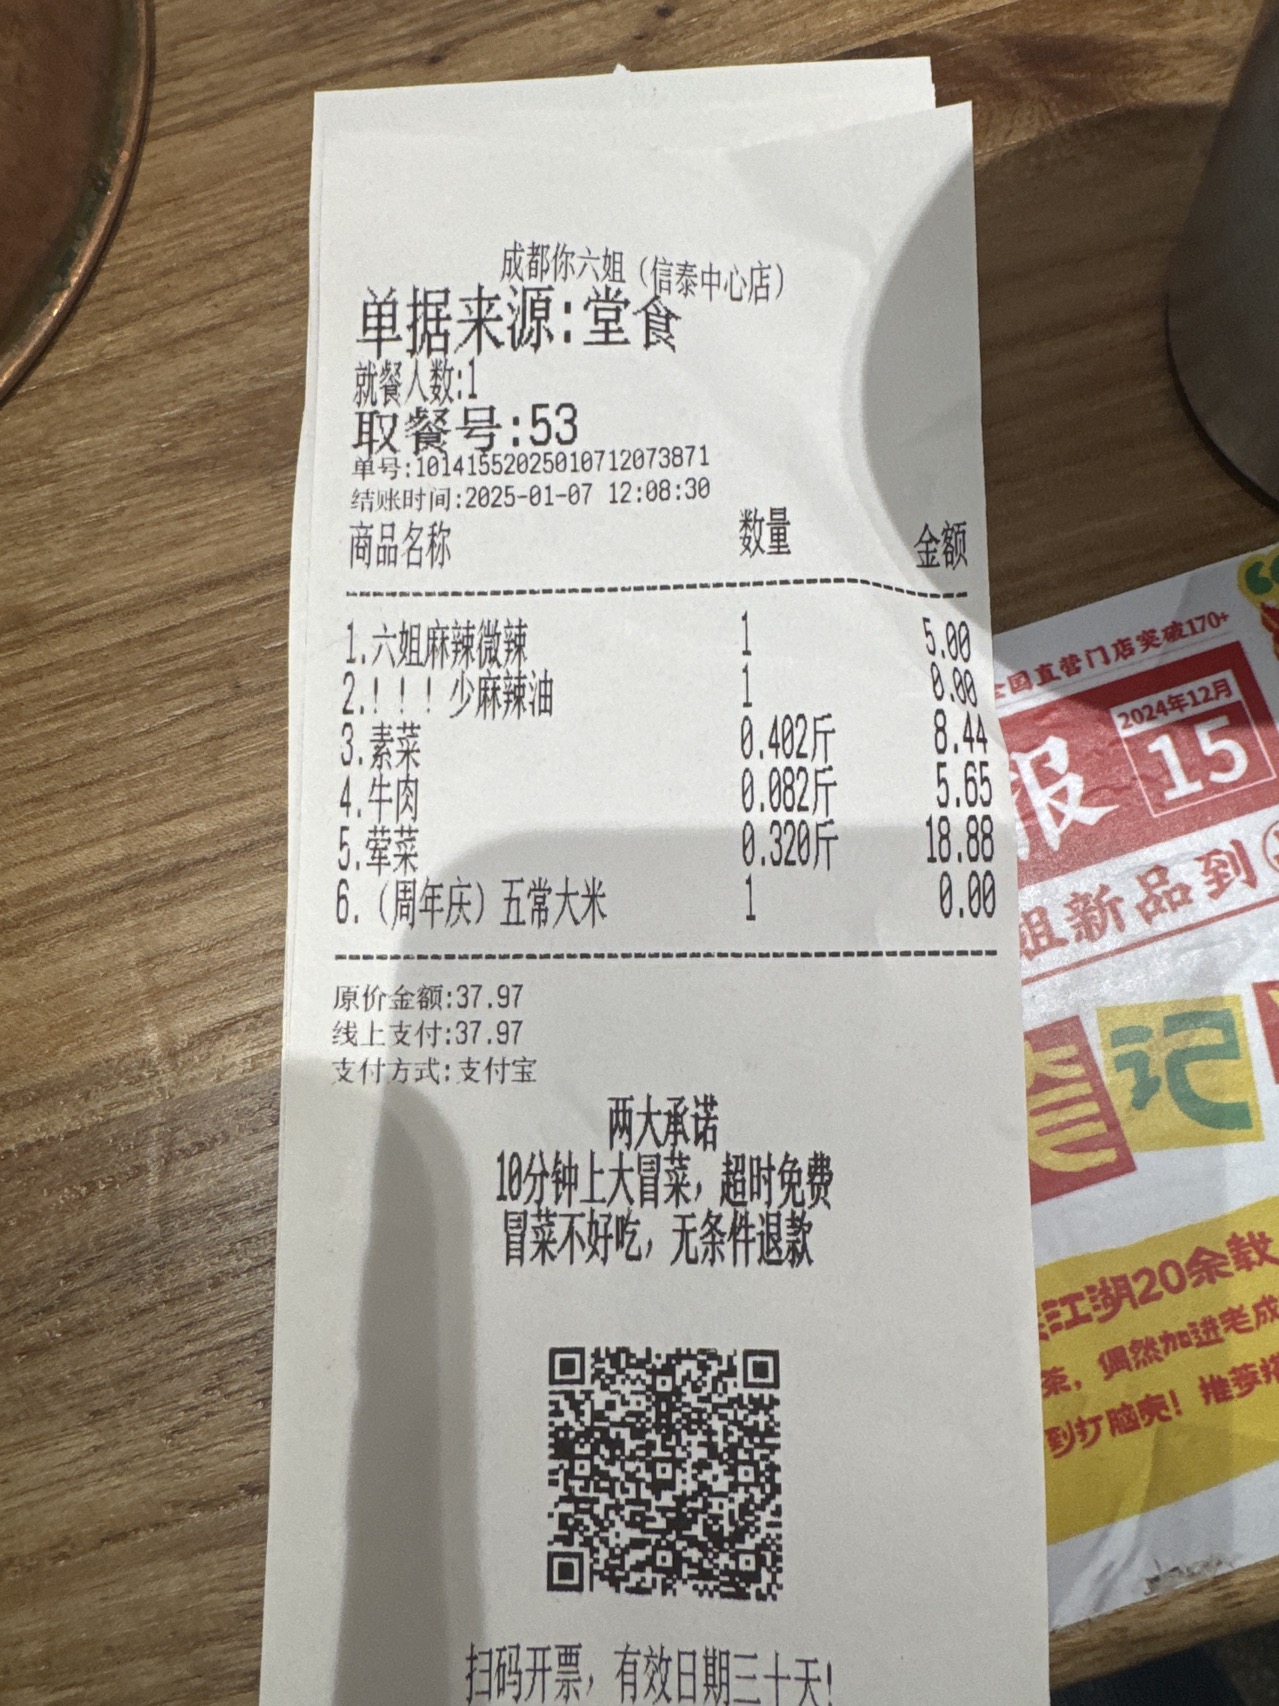 成都你六姐（信泰中心店）
单据来源:堂食
就餐人数:1
取餐号:53
单号:10141552025010712073871
结账时间:2025-01-07 12:08:30
商品名称 数量 金额
1.六姐麻辣微辣 1 5.00
2.！！！少麻辣油 1 0.00
3.素菜 0.402斤 8.44
4.牛肉 0.082斤 5.65
5.荤菜 0.320斤 18.88
6.（周年庆）五常大米 1 0.00
原价金额:37.97
线上支付:37.97
支付方式:支付宝
两大承诺
10分钟上大冒菜，超时免费
冒菜不好吃，无条件退款
扫码开票，有效日期三十天！
全国直营门店突破170+
报
2024年12月
15
姐新品到
记
江湖20余载
茶，偶然加进老成
到打脑壳！推荐